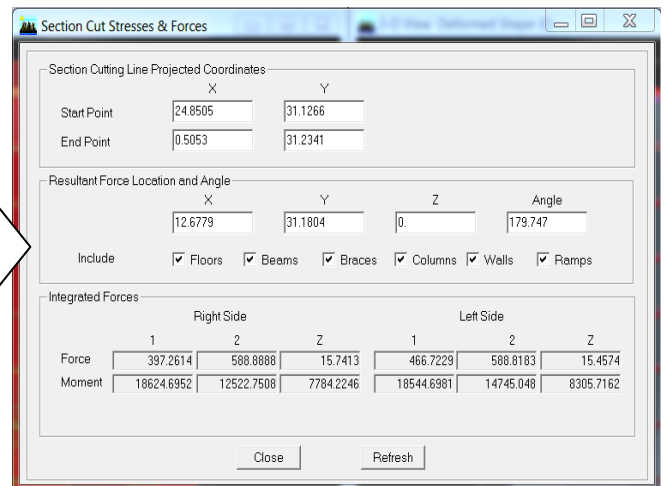 Section Cut Stresses & Forces
Section Cutting Line Projected Coordinates
X Y
Start Point 24.8505 31.1266
End Point 0.5053 31.2341
Resultant Force Location and Angle
X Y Z Angle
12.6779 31.1804 0. 179.747
Include Floors Beams Braces Columns Walls Ramps
Integrated Forces
Right Side Left Side
1 2 Z 1 2 Z
Force 397.2614 588.8888 15.7413 466.7229 588.8183 15.4574
Moment 18624.6952 12522.7508 7784.2246 18544.6981 14745.048 8305.7162
Close Refresh